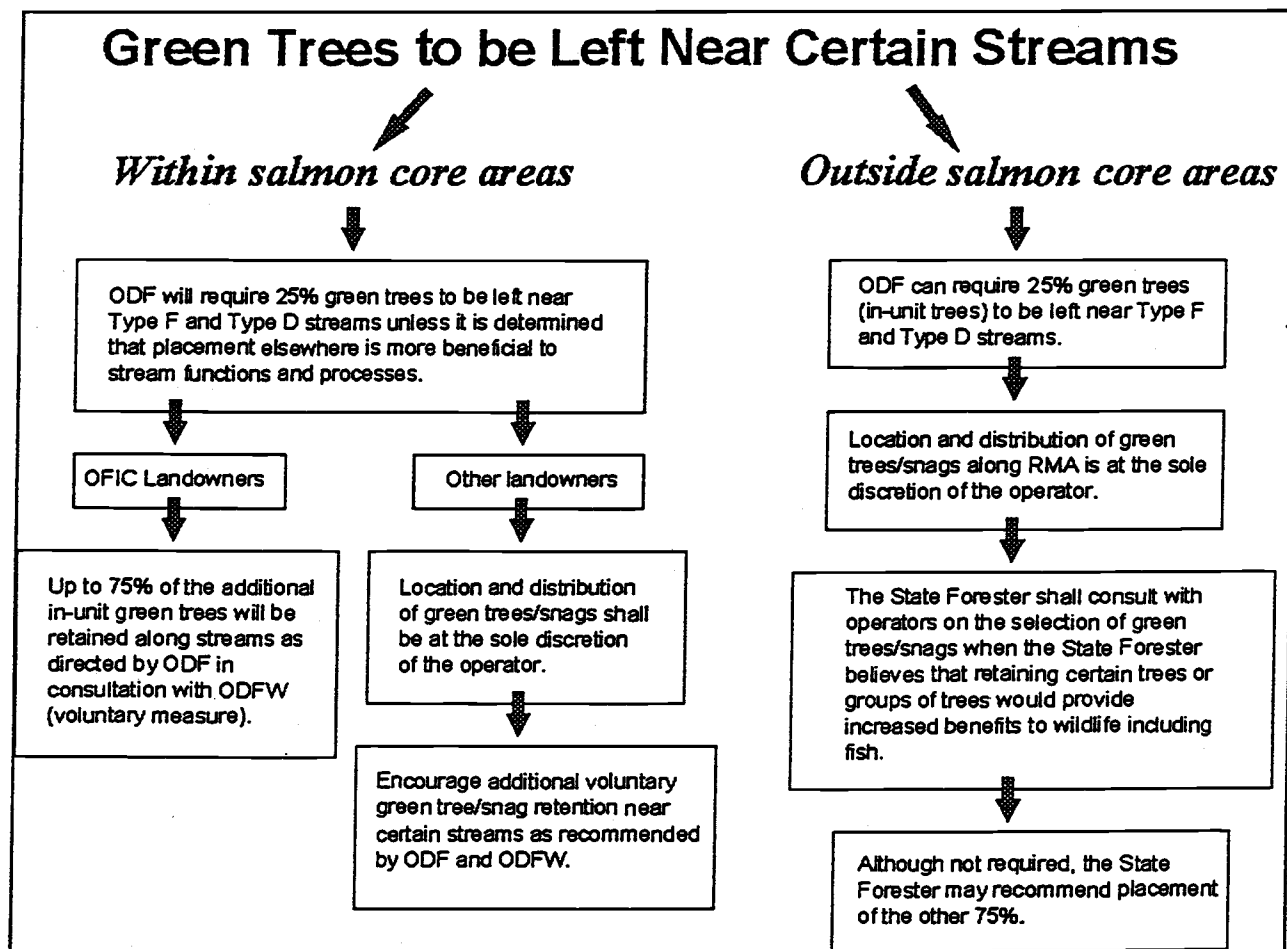 Green Trees to be Left Near Certain Streams
Within salmon core areas
ODF will require 25% green trees to be left near
Type F and Type D streams unless it is determined
that placement elsewhere is more beneficial to
stream functions and processes.
OFIC Landowners
Up to 75% of the additional
in-unit green trees will be
retained along streams as
directed by ODF in
consultation with ODFW
(voluntary measure).
Other landowners
Location and distribution
of green trees/snags shall
be at the sole discretion
of the operator.
Encourage additional voluntary
green tree/snag retention near
certain streams as recommended
by ODF and ODFW.
Outside salmon core areas
ODF can require 25% green trees
(in-unit trees) to be left near Type F
and Type D streams.
Location and distribution of green
trees/snags along RMA is at the sole
discretion of the operator.
The State Forester shall consult with
operators on the selection of green
trees/snags when the State Forester
believes that retaining certain trees or
groups of trees would provide
increased benefits to wildlife including
fish.
Although not required, the State
Forester may recommend placement
of the other 75%.